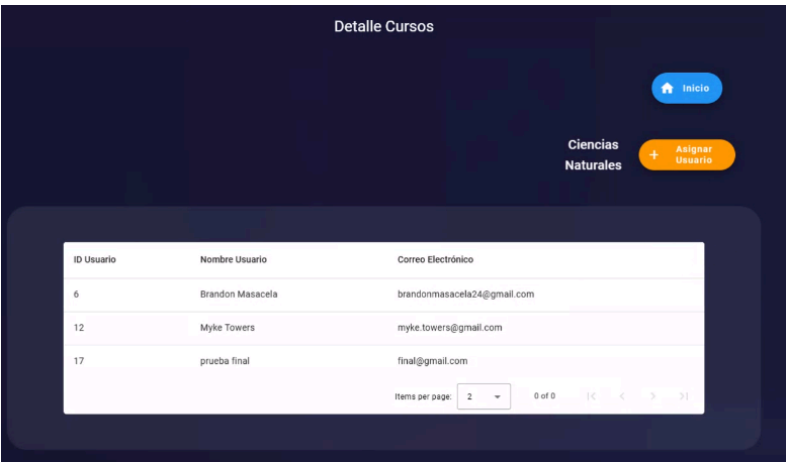 Detalle Cursos
Inicio
Ciencias
Naturales
+ Asignar
Usuario
ID Usuario Nombre Usuario Correo Electrónico
6 Brandon Masacela brandonmasacela24@gmail.com
12 Myke Towers myke.towers@gmail.com
17 prueba final final@gmail.com
Items per page: 2 0 of 0